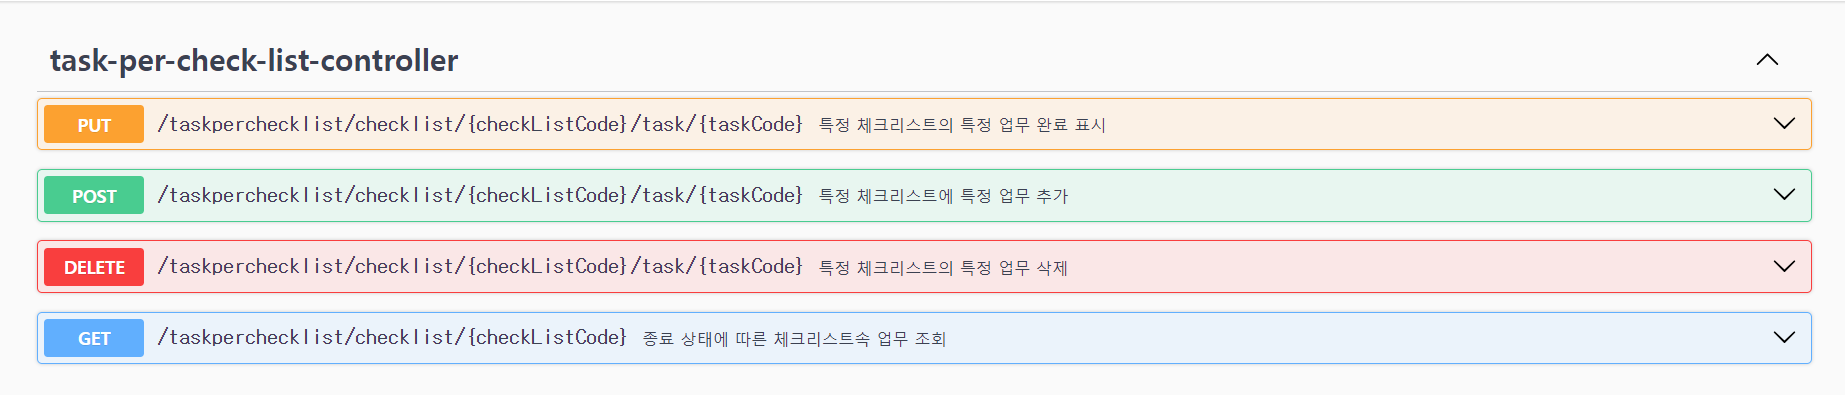 task-per-check-list-controller
PUT /taskperchecklist/checklist/{checkListCode}/task/{taskCode} 특정 체크리스트의 특정 업무 완료 표시
POST /taskperchecklist/checklist/{checkListCode}/task/{taskCode} 특정 체크리스트에 특정 업무 추가
DELETE /taskperchecklist/checklist/{checkListCode}/task/{taskCode} 특정 체크리스트의 특정 업무 삭제
GET /taskperchecklist/checklist/{checkListCode} 종료 상태에 따른 체크리스트속 업무 조회